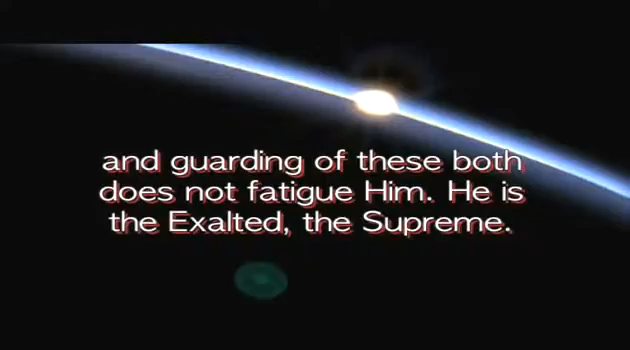 and guarding of these both
does not fatigue Him. He is
the Exalted, the Supreme.